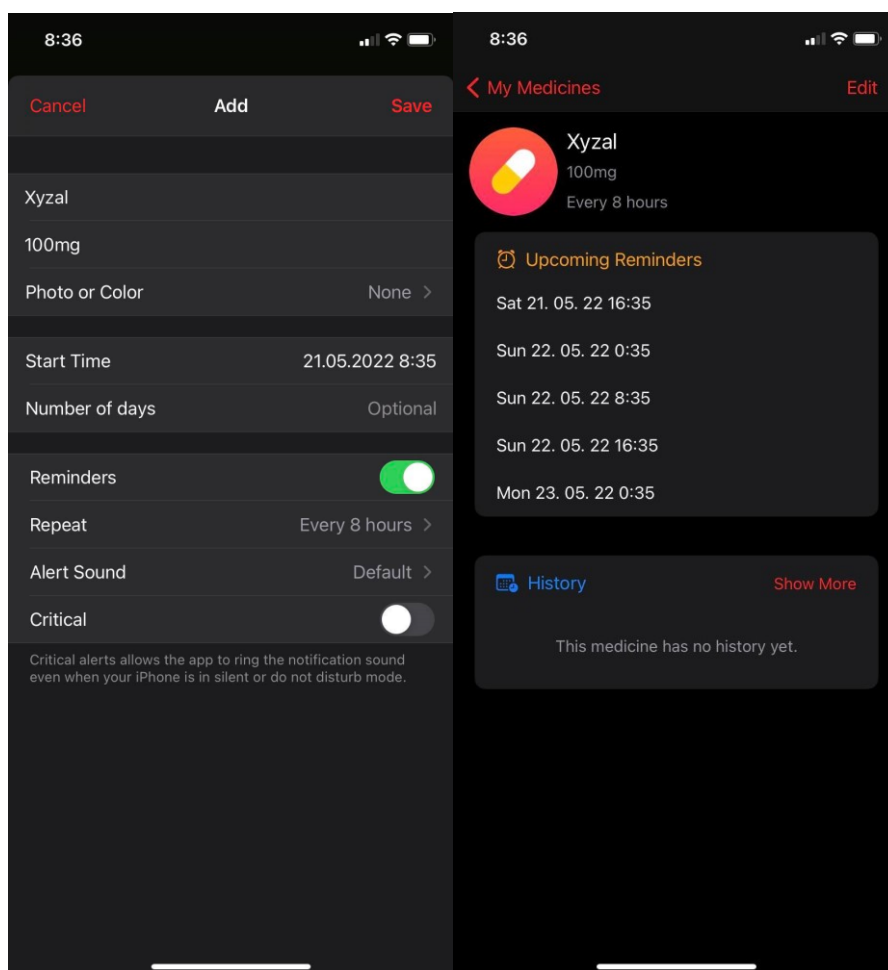 8:36
Cancel Add Save
Xyzal
100mg
Photo or Color None
Start Time 21.05.2022 8:35
Number of days Optional
Reminders
Repeat Every 8 hours
Alert Sound Default
Critical
Critical alerts allows the app to ring the notification sound
even when your iPhone is in silent or do not disturb mode.
8:36
My Medicines Edit
Xyzal
100mg
Every 8 hours
Upcoming Reminders
Sat 21. 05. 22 16:35
Sun 22. 05. 22 0:35
Sun 22. 05. 22 8:35
Sun 22. 05. 22 16:35
Mon 23. 05. 22 0:35
History Show More
This medicine has no history yet.